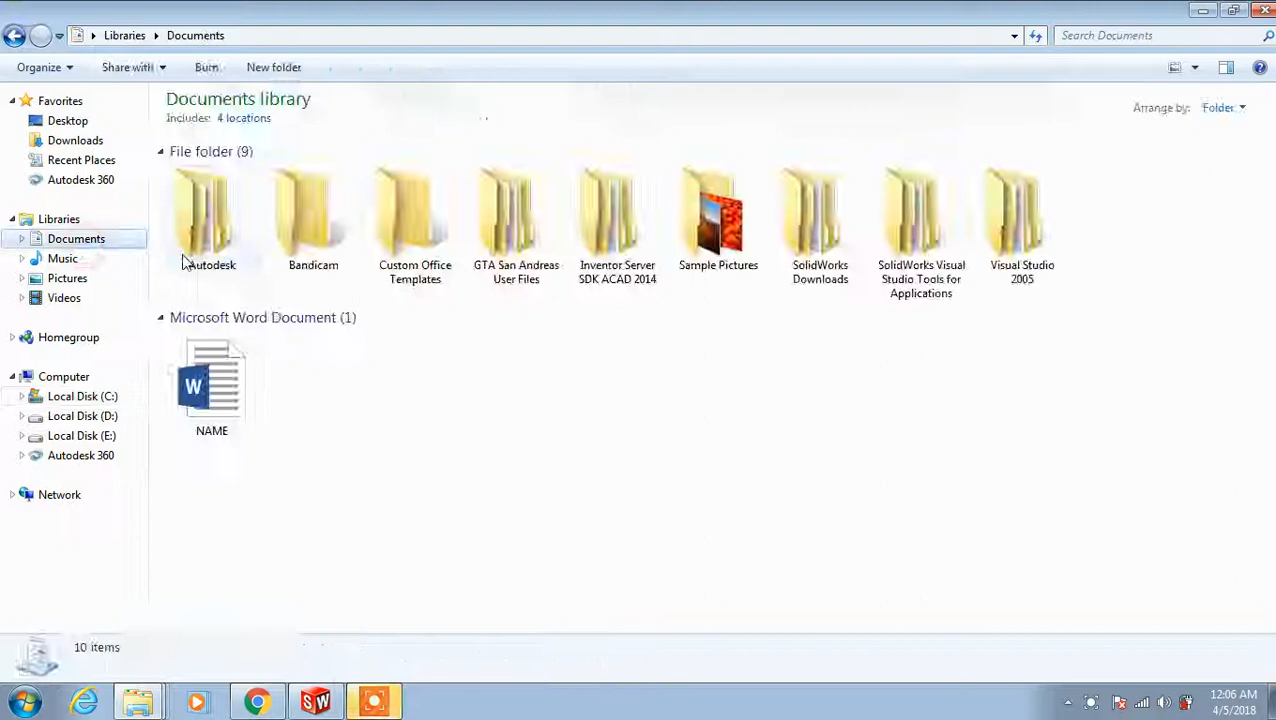 Libraries Documents
Search Documents
Organize Share with Burn New folder
Favorites
Desktop
Downloads
Recent Places
Autodesk 360
Libraries
Documents
Music
Pictures
Videos
Homegroup
Computer
Local Disk (C:)
Local Disk (D:)
Local Disk (E:)
Autodesk 360
Network
Documents library
Includes: 4 locations
Arrange by: Folder
File folder (9)
Autodesk
Bandicam
Custom Office
Templates
GTA San Andreas
User Files
Inventor Server
SDK ACAD 2014
Sample Pictures
SolidWorks
Downloads
SolidWorks Visual
Studio Tools for
Applications
Visual Studio
2005
Microsoft Word Document (1)
W
NAME
10 items
SW
12:06 AM
4/5/2018